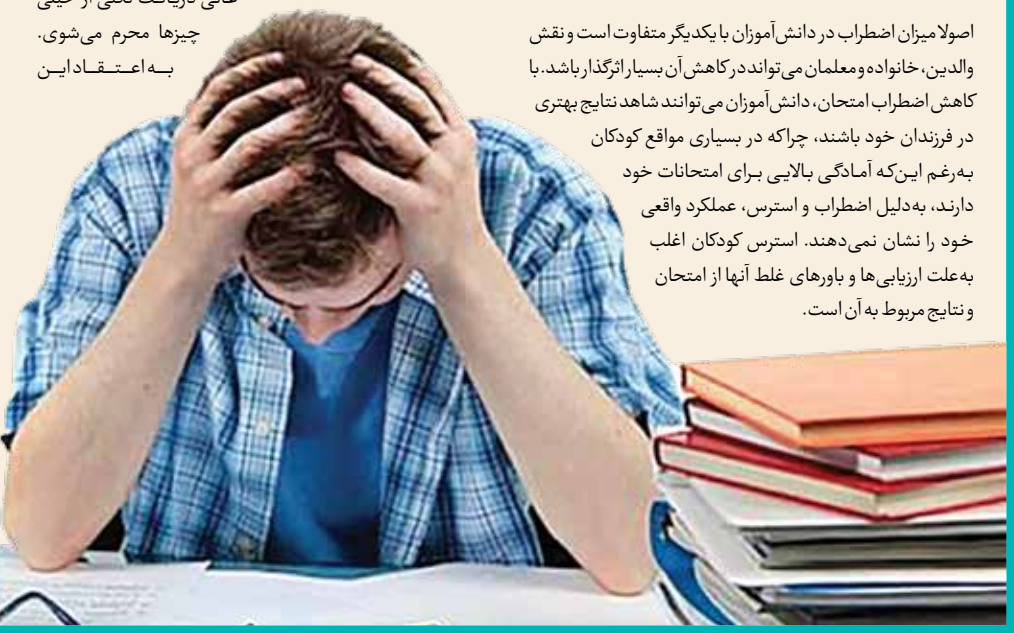 اصولا میزان اضطراب در دانش‌آموزان با یکدیگر متفاوت است و نقش
والدین، خانواده و معلمان می‌تواند در کاهش آن بسیار اثرگذار باشد. با
کاهش اضطراب امتحان، دانش‌آموزان می‌توانند شاهد نتایج بهتری
در فرزندان خود باشند، چراکه در بسیاری مواقع کودکان
به‌رغم این‌که آمادگی بالایی برای امتحانات خود
دارند، به‌دلیل اضطراب و استرس، عملکرد واقعی
خود را نشان نمی‌دهند. استرس کودکان اغلب
به‌علت ارزیابی‌ها و باورهای غلط آنها از امتحان
و نتایج مربوط به آن است.
چیزها محرم می‌شوی.
به اعتقاد این